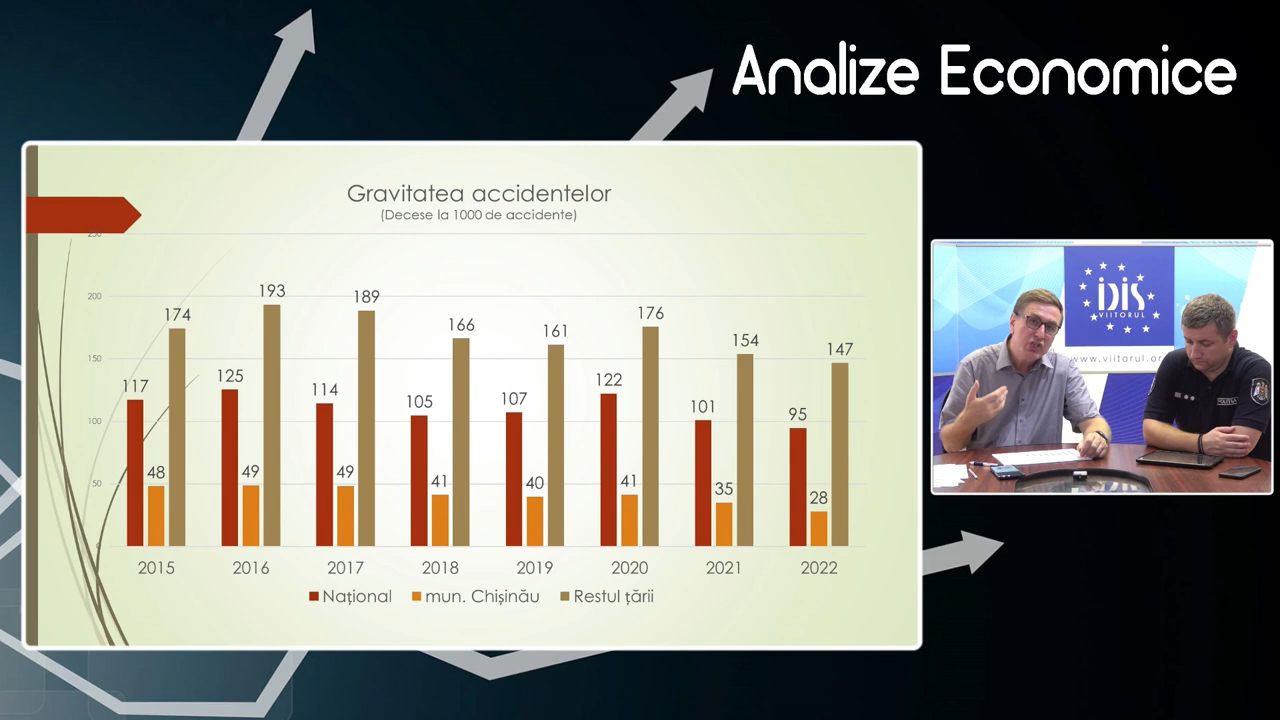 Analize Economice
Gravitatea accidentelor
(Decese la 1000 de accidente)
250
200
150
100
50
0
117 48 174
125 49 193
114 49 189
105 41 166
107 40 161
122 41 176
101 35 154
95 28 147
2015 2016 2017 2018 2019 2020 2021 2022
Național mun. Chișinău Restul țării
IDIS
VIITORUL
www.viitorul.or
POLIȚIA